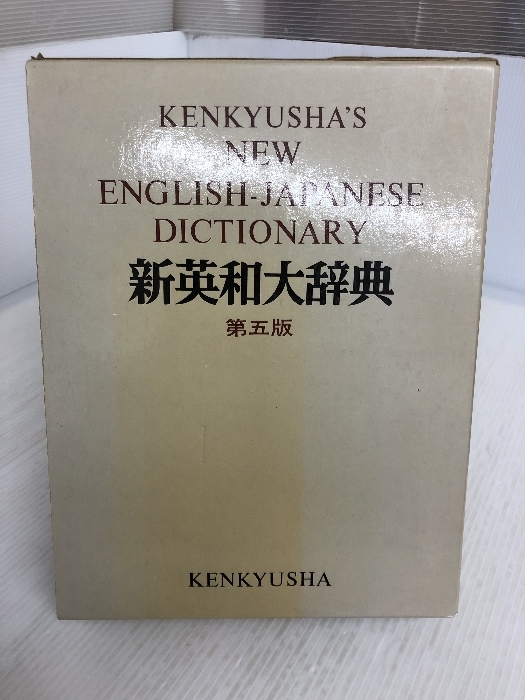 KENKYUSHA'S
NEW
ENGLISH-JAPANESE
DICTIONARY
新英和大辞典
第五版
KENKYUSHA